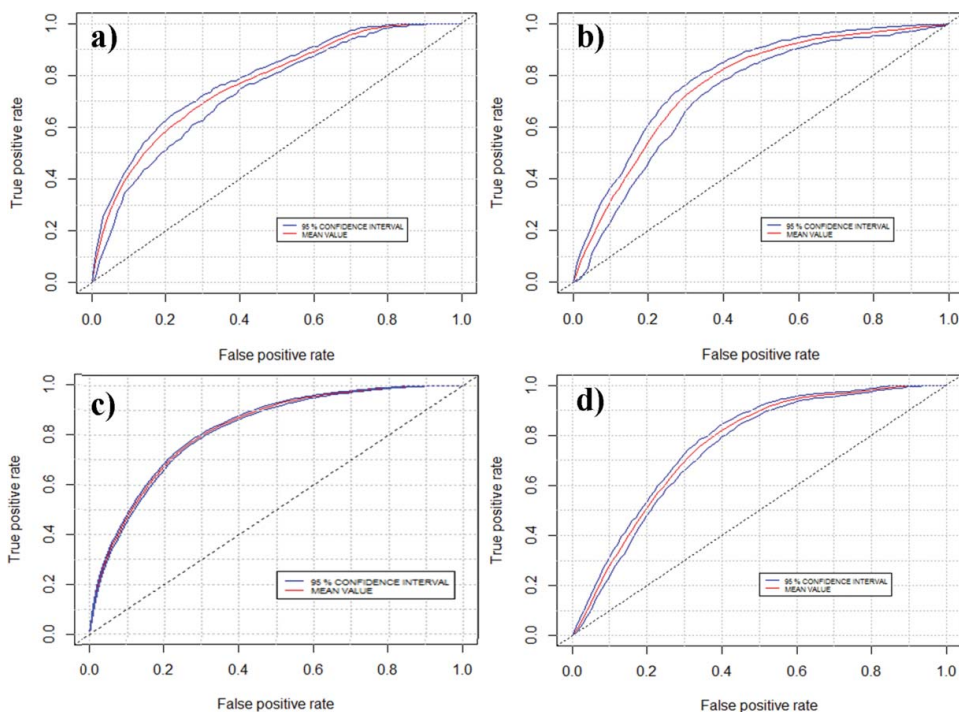 a)
1.0
0.8
0.6
0.4
0.2
0.0
True positive rate
95 % CONFIDENCE INTERVAL
MEAN VALUE
0.0 0.2 0.4 0.6 0.8 1.0
False positive rate
b)
1.0
0.8
0.6
0.4
0.2
0.0
True positive rate
95 % CONFIDENCE INTERVAL
MEAN VALUE
0.0 0.2 0.4 0.6 0.8 1.0
False positive rate
c)
1.0
0.8
0.6
0.4
0.2
0.0
True positive rate
95 % CONFIDENCE INTERVAL
MEAN VALUE
0.0 0.2 0.4 0.6 0.8 1.0
False positive rate
d)
1.0
0.8
0.6
0.4
0.2
0.0
True positive rate
95 % CONFIDENCE INTERVAL
MEAN VALUE
0.0 0.2 0.4 0.6 0.8 1.0
False positive rate